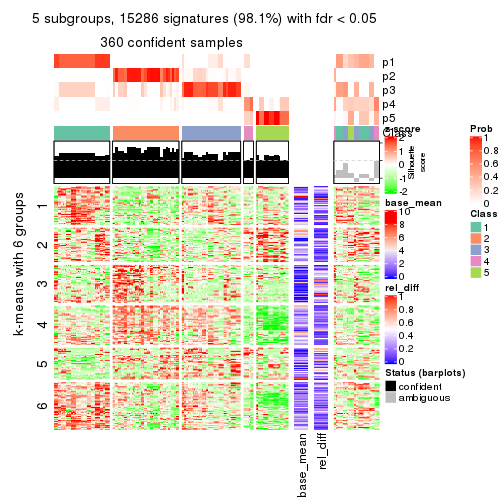 5 subgroups, 15286 signatures (98.1%) with fdr < 0.05
360 confident samples
p1
p2
p3
p4
p5
Class
z-score
2
1
0
-1
-2
Silhouette
score
Prob
1
0.8
0.6
0.4
0.2
0
base_mean
10
8
6
4
2
0
Class
1
2
3
4
5
rel_diff
1
0.8
0.6
0.4
0.2
0
Status (barplots)
confident
ambiguous
k-means with 6 groups
1
2
3
4
5
6
base_mean
rel_diff